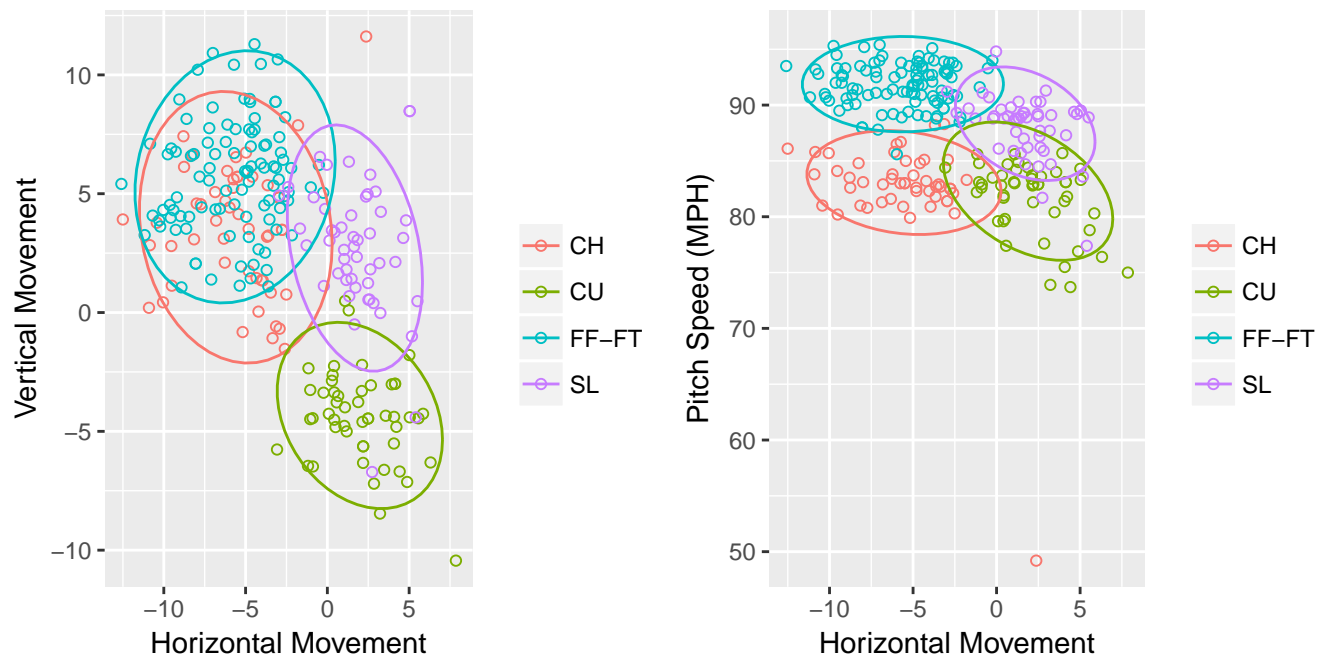 Vertical Movement
10
5
0
−5
−10
−10 −5 0 5
Horizontal Movement
CH
CU
FF−FT
SL
Pitch Speed (MPH)
90
80
70
60
50
−10 −5 0 5
Horizontal Movement
CH
CU
FF−FT
SL